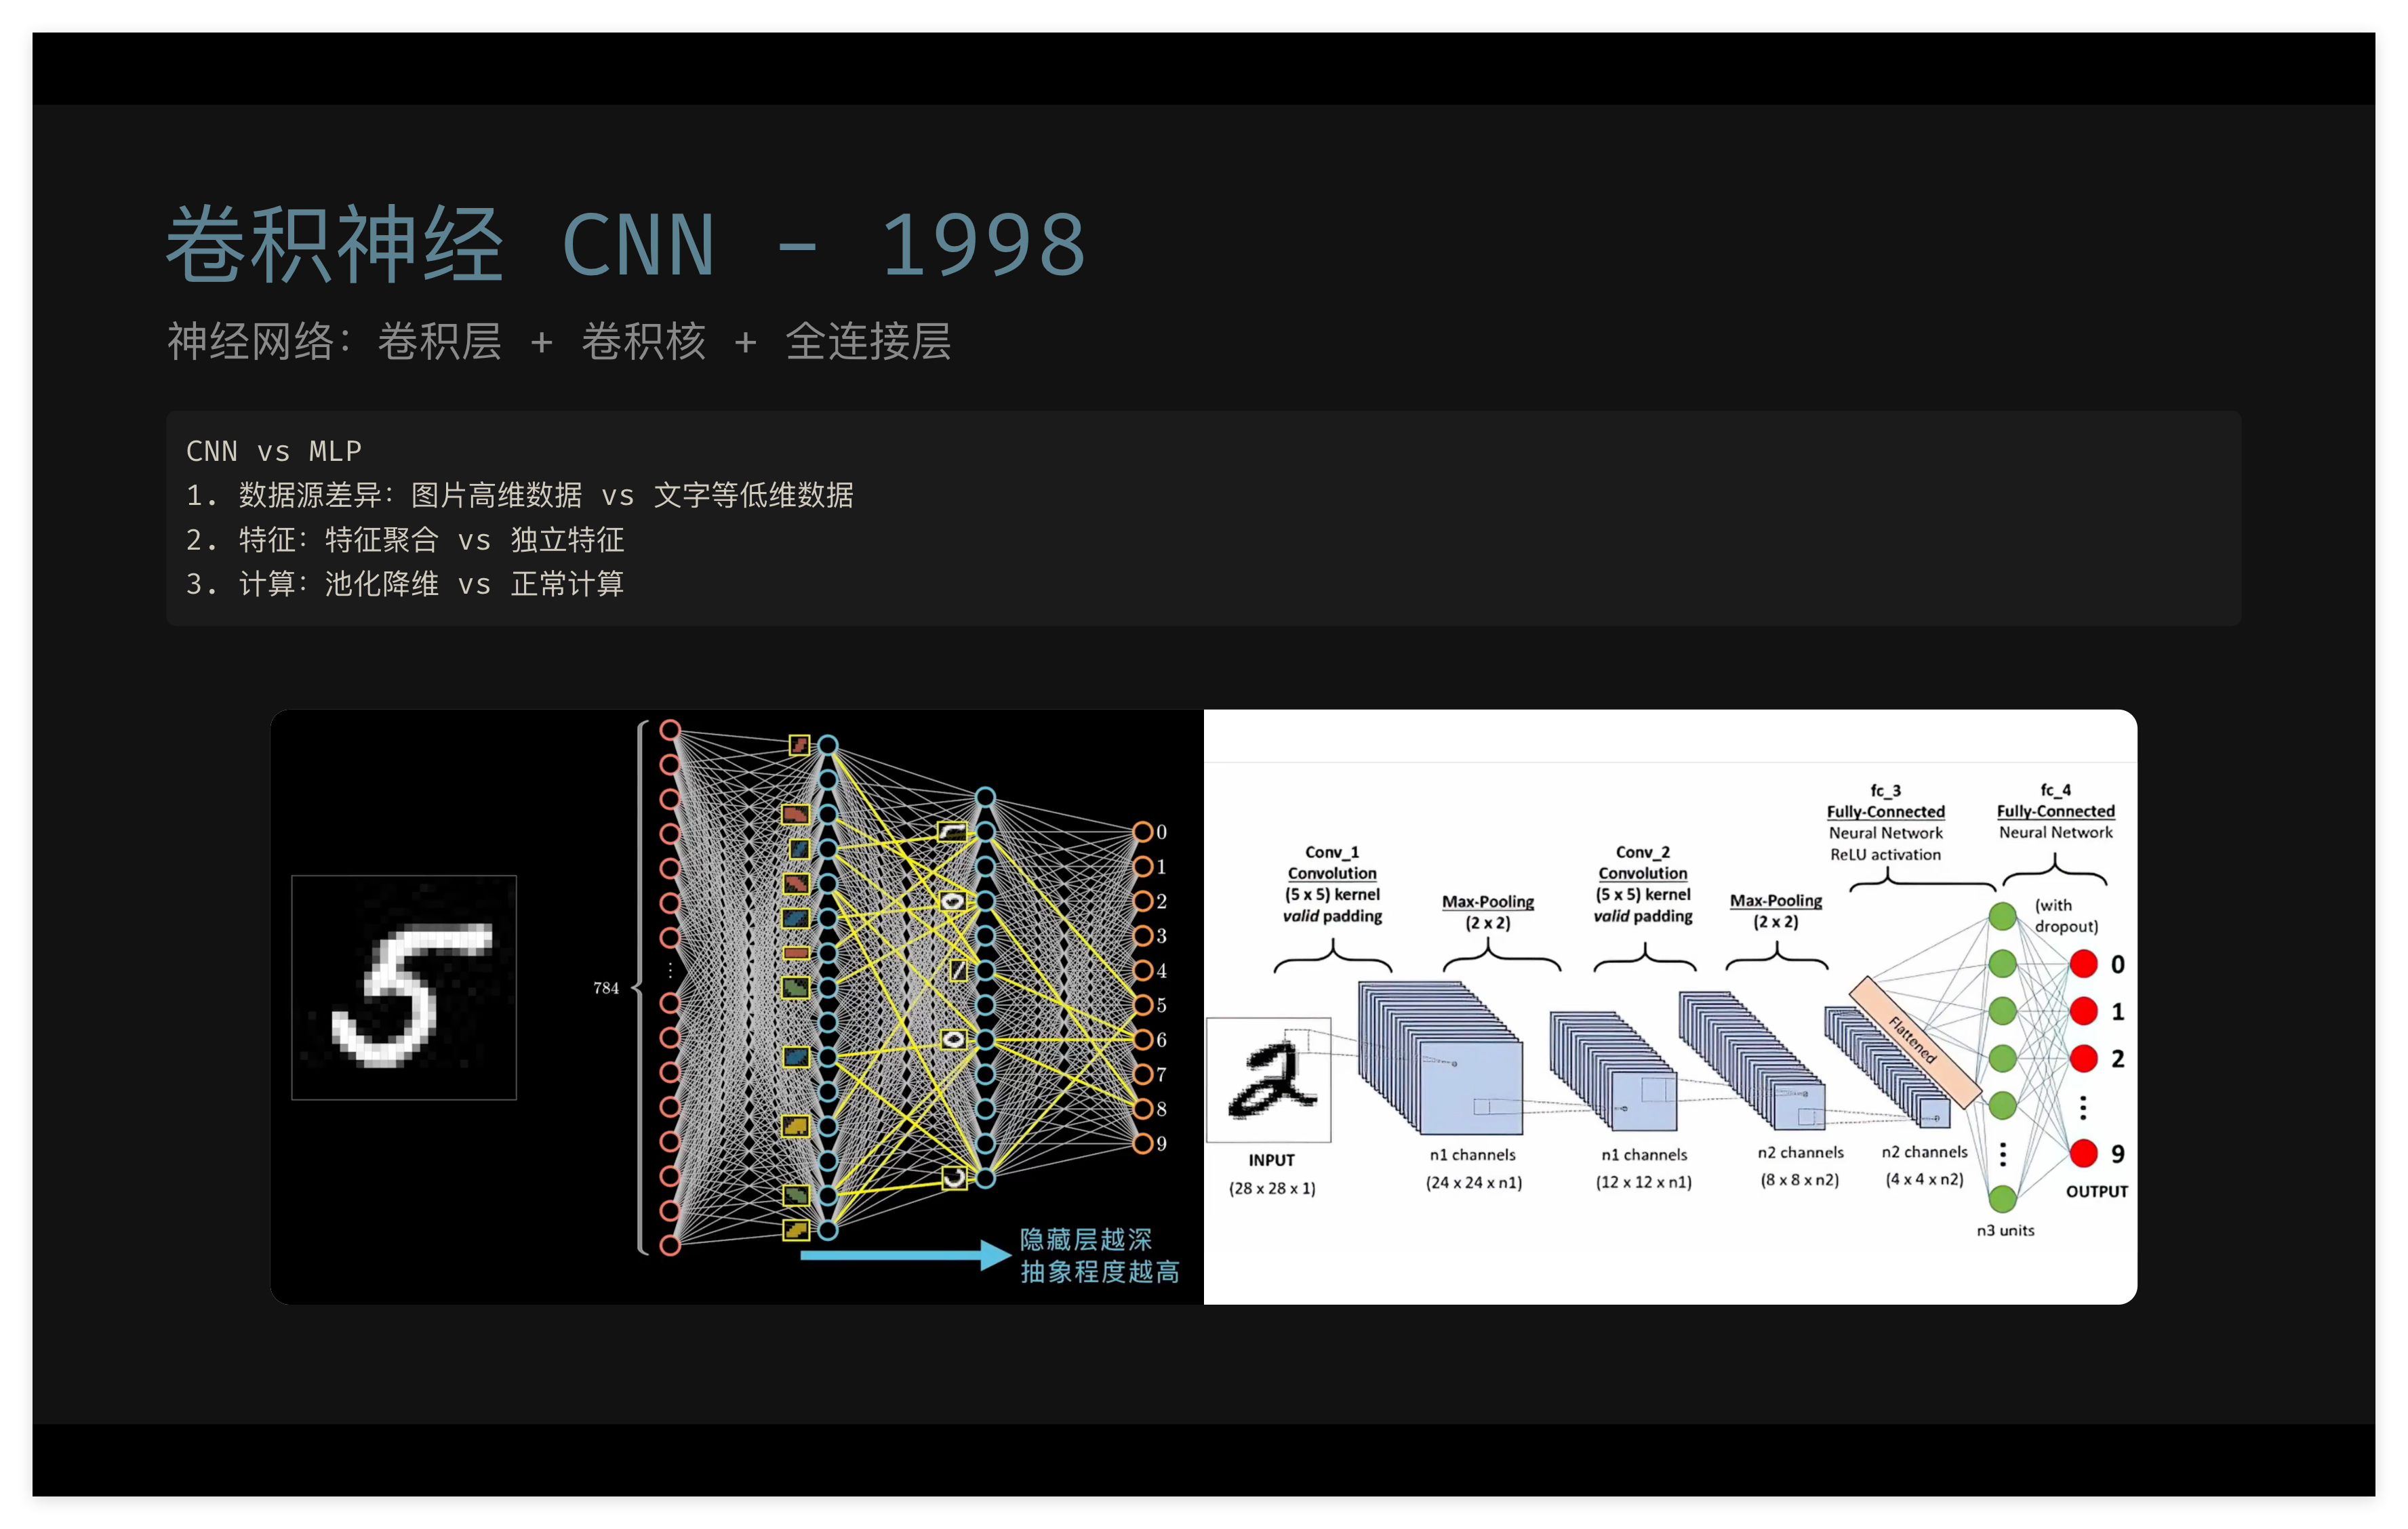 卷积神经 CNN - 1998
神经网络：卷积层 + 卷积核 + 全连接层
CNN vs MLP
1. 数据源差异：图片高维数据 vs 文字等低维数据
2. 特征：特征聚合 vs 独立特征
3. 计算：池化降维 vs 正常计算
784
0
1
2
3
4
5
6
7
8
9
隐藏层越深
抽象程度越高
Conv_1
Convolution
(5 x 5) kernel
valid padding
Max-Pooling
(2 x 2)
Conv_2
Convolution
(5 x 5) kernel
valid padding
Max-Pooling
(2 x 2)
fc_3
Fully-Connected
Neural Network
ReLU activation
fc_4
Fully-Connected
Neural Network
(with
dropout)
Flattened
0
1
2
9
OUTPUT
INPUT
(28 x 28 x 1)
n1 channels
(24 x 24 x n1)
n1 channels
(12 x 12 x n1)
n2 channels
(8 x 8 x n2)
n2 channels
(4 x 4 x n2)
n3 units
5
2